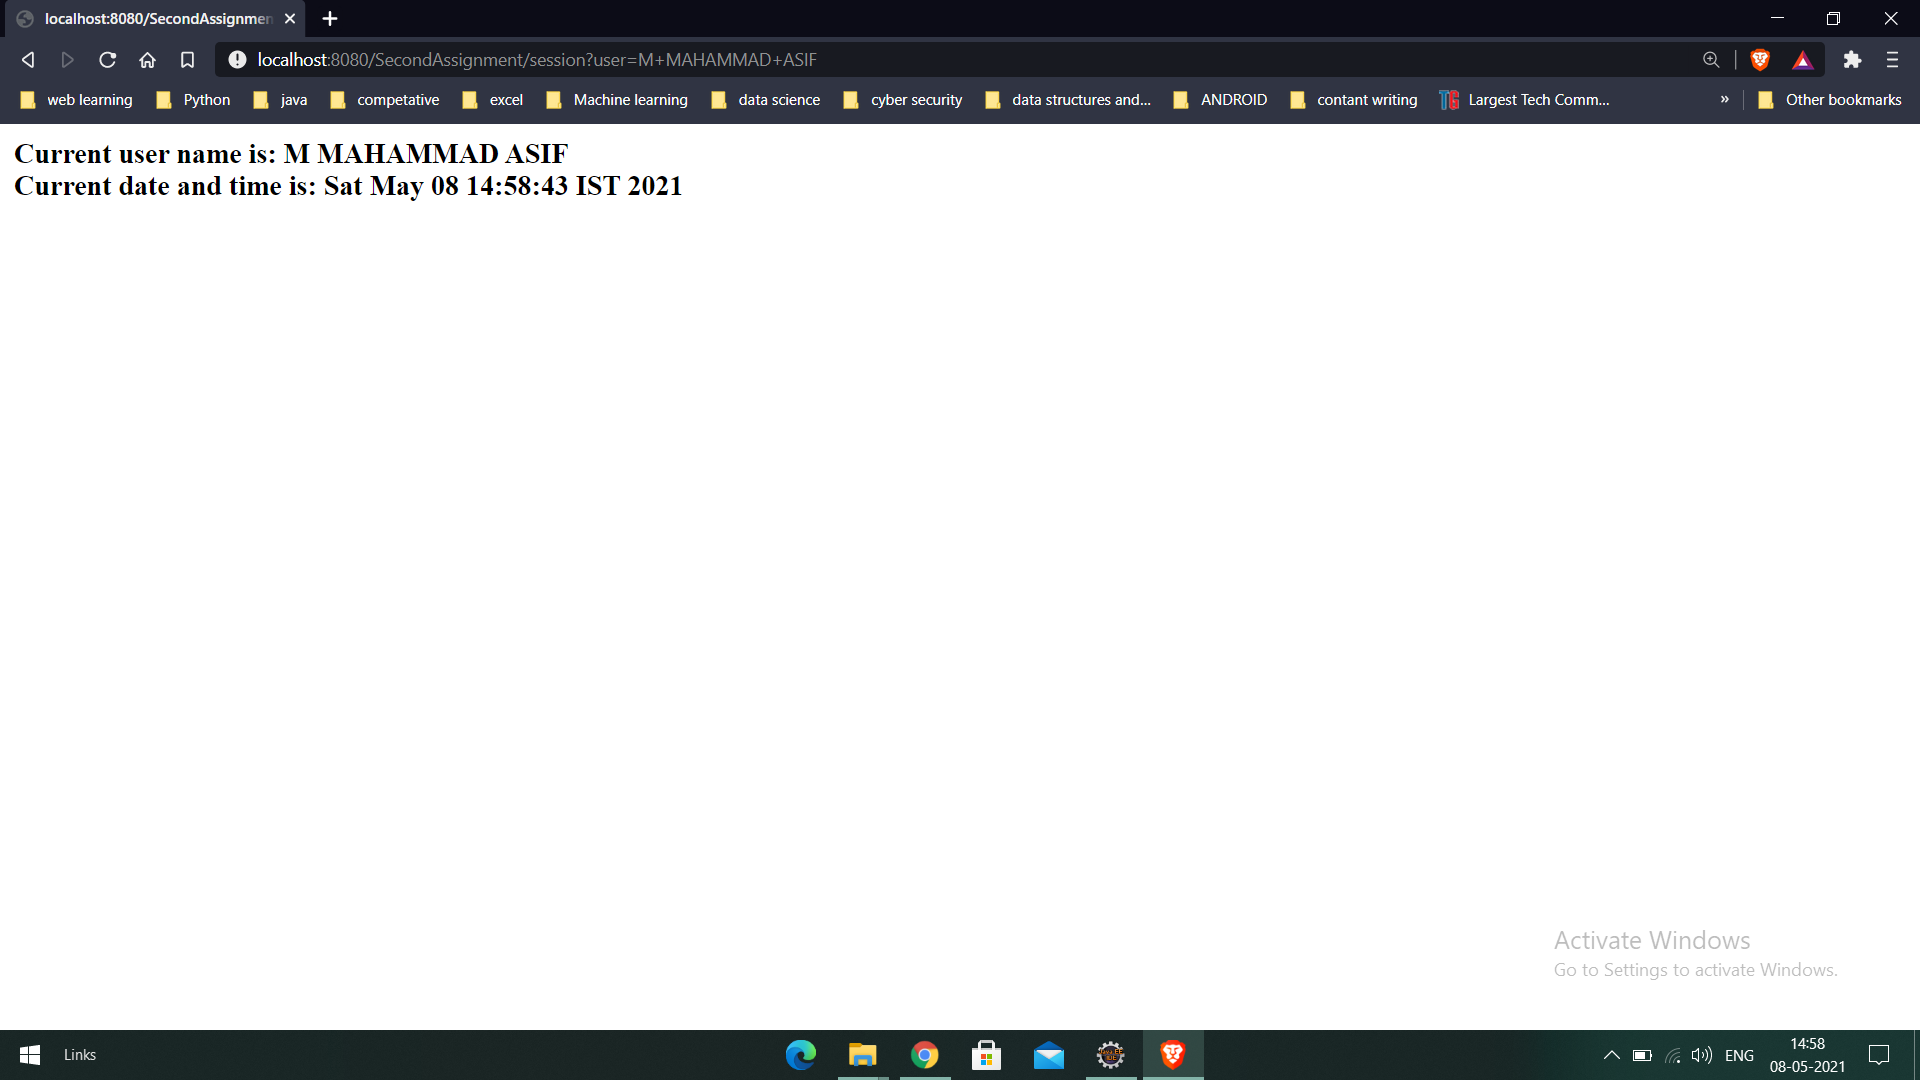 localhost:8080/SecondAssignmen
localhost:8080/SecondAssignment/session?user=M+MAHAMMAD+ASIF
web learning Python java competative excel Machine learning data science cyber security data structures and... ANDROID contant writing TG Largest Tech Comm... » Other bookmarks
Current user name is: M MAHAMMAD ASIF
Current date and time is: Sat May 08 14:58:43 IST 2021
Activate Windows
Go to Settings to activate Windows.
Links ENG 14:58
08-05-2021